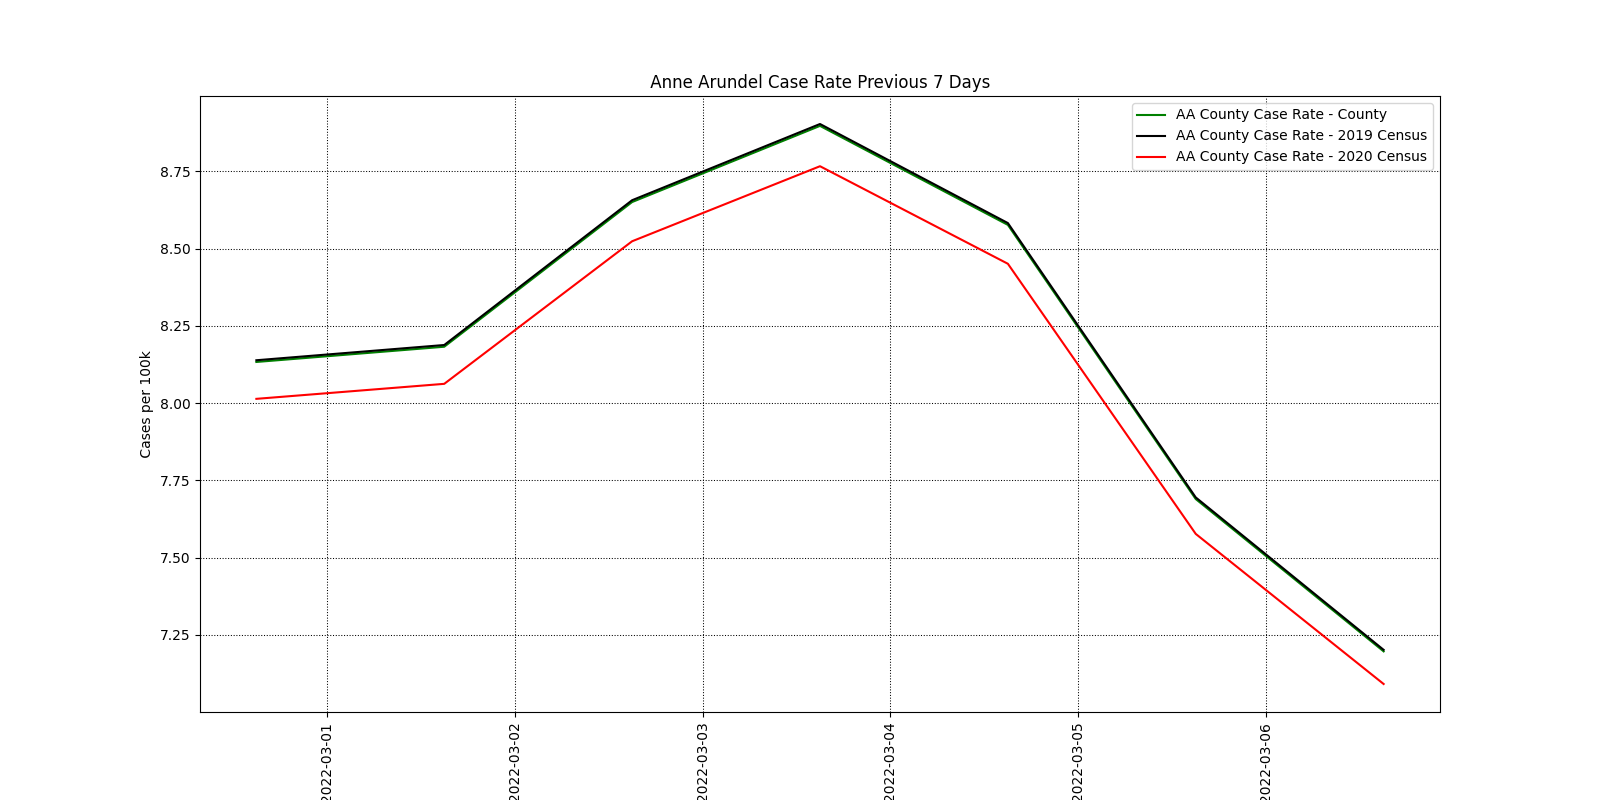 Anne Arundel Case Rate Previous 7 Days
AA County Case Rate - County
AA County Case Rate - 2019 Census
AA County Case Rate - 2020 Census
8.75
8.50
8.25
8.00
7.75
7.50
7.25
Cases per 100k
2022-03-01
2022-03-02
2022-03-03
2022-03-04
2022-03-05
2022-03-06